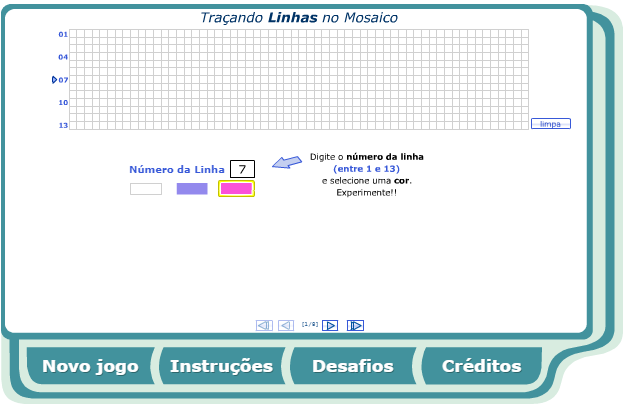 Traçando Linhas no Mosaico
01
04
07
10
13
limpa
Número da Linha 7
Digite o número da linha
(entre 1 e 13)
e selecione uma cor.
Experimente!!
[1/8]
Novo jogo Instruções Desafios Créditos